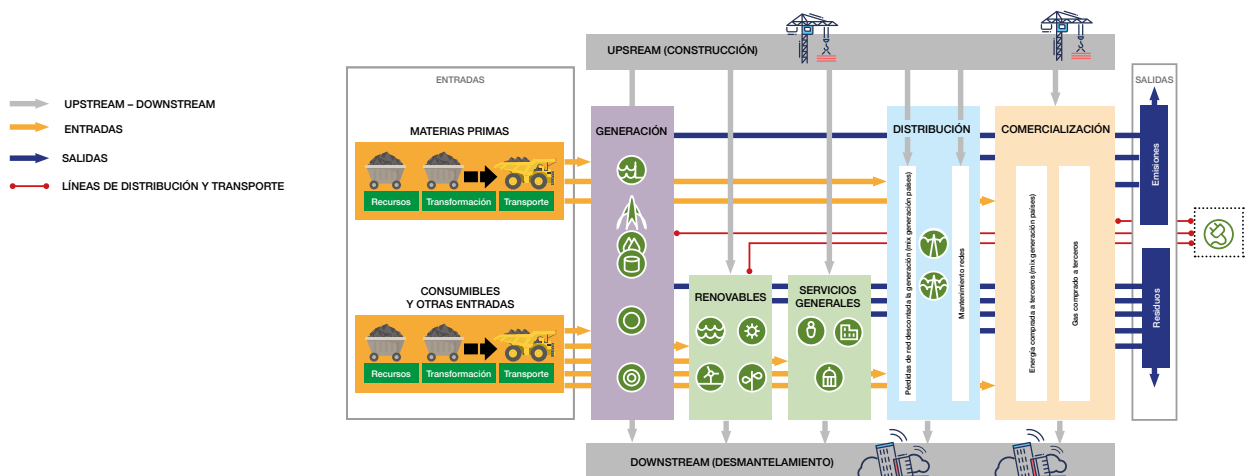 UPSREAM (CONSTRUCCIÓN)
UPSTREAM – DOWNSTREAM
ENTRADAS
SALIDAS
LÍNEAS DE DISTRIBUCIÓN Y TRANSPORTE
ENTRADAS
MATERIAS PRIMAS
Recursos
Transformación
Transporte
CONSUMIBLES
Y OTRAS ENTRADAS
Recursos
Transformación
Transporte
GENERACIÓN
RENOVABLES
SERVICIOS
GENERALES
DISTRIBUCIÓN
Pérdidas de red descontada la generación (mix generación países)
Mantenimiento redes
COMERCIALIZACIÓN
Energía comprada a terceros (mix generación países)
Gas comprado a terceros
SALIDAS
Emisiones
Residuos
DOWNSTREAM (DESMANTELAMIENTO)